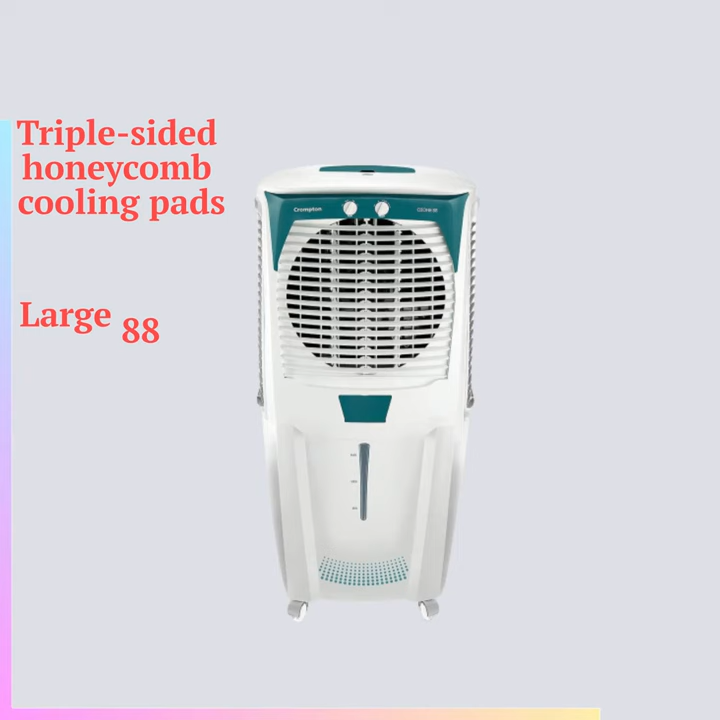 Triple-sided
honeycomb
cooling pads
Large 88
Crompton